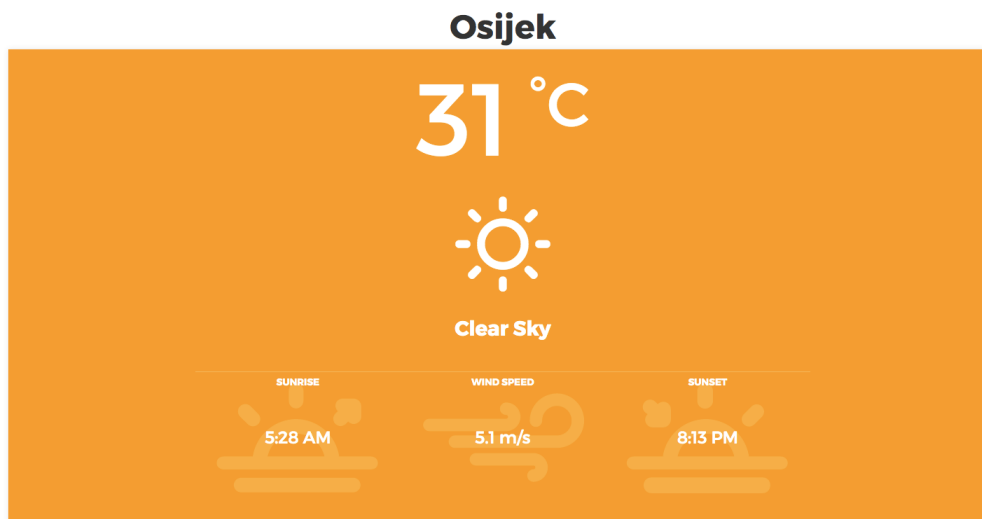 Osijek
31 °C
Clear Sky
SUNRISE WIND SPEED SUNSET
5:28 AM 5.1 m/s 8:13 PM